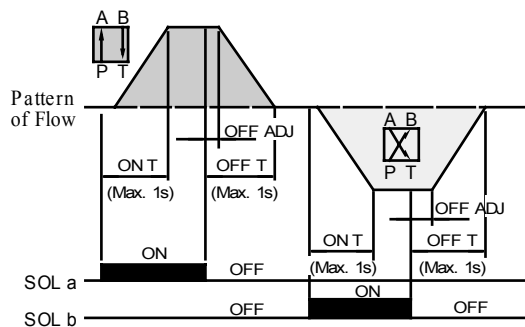 A B
P T
Pattern
of Flow
A B
P T
OFF ADJ
ON T
OFF T
(Max. 1s)
(Max. 1s)
OFF ADJ
ON T
OFF T
(Max. 1s)
(Max. 1s)
ON
OFF
SOL a
ON
OFF
OFF
SOL b
OFF